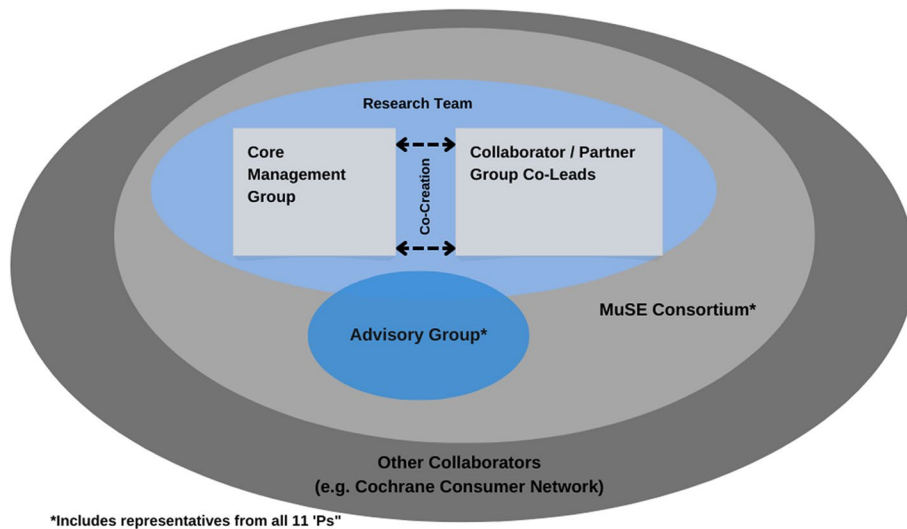 Research Team
Core
Management
Group
Co-Creation
Collaborator / Partner
Group Co-Leads
MuSE Consortium*
Advisory Group*
Other Collaborators
(e.g. Cochrane Consumer Network)
*Includes representatives from all 11 'Ps"